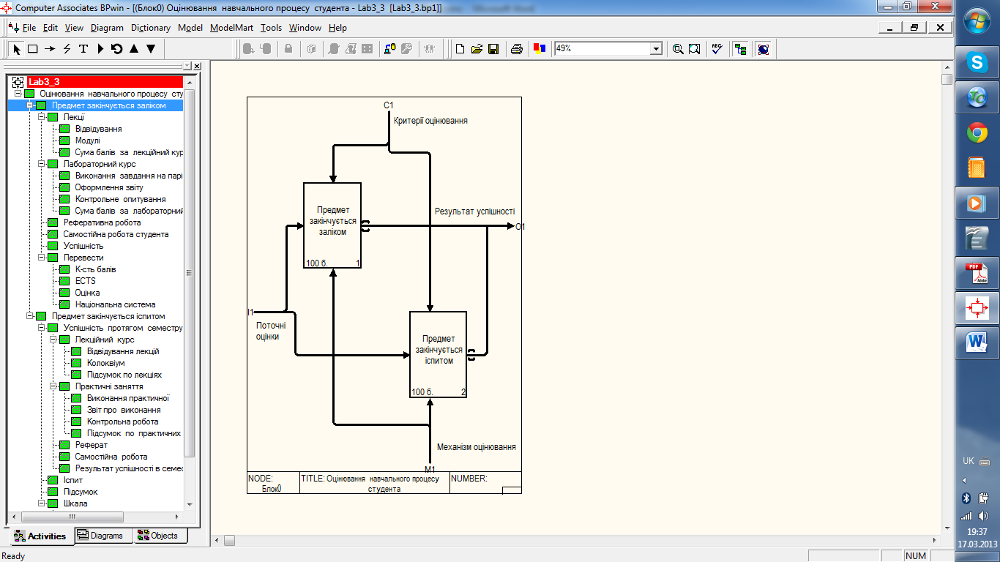 Computer Associates BPwin - [(Блок0) Оцінювання навчального процесу студента - Lab3_3 [Lab3_3.bp1]]
File Edit View Diagram Dictionary Model ModelMart Tools Window Help
49%
ABC
Lab3_3
Оцінювання навчального процесу сту
Предмет закінчується заліком
Лекції
Відвідування
Модулі
Сума балів за лекційний кур
Лабораторний курс
Виконання завдання на парі
Оформлення звіту
Контрольне опитування
Сума балів за лабораторний
Реферативна робота
Самостійна робота студента
Успішність
Перевести
К-сть балів
ECTS
Оцінка
Національна система
Предмет закінчується іспитом
Успішність протягом семестру
Лекційний курс
Відвідування лекцій
Колоквіум
Підсумок по лекціях
Практичні заняття
Виконання практичної
Звіт про виконання
Контрольна робота
Підсумок по практичних
Реферат
Самостійна робота
Результат успішності в семес
Іспит
Підсумок
Шкала
Activities Diagrams Objects
Ready
C1
Критерії оцінювання
Предмет
закінчується
заліком
100 б. 1
Результат успішності
O1
I1
Поточні
оцінки
Предмет
закінчується
іспитом
100 б. 2
Механізм оцінювання
M1
NODE:
Блок0
TITLE: Оцінювання навчального процесу
студента
NUMBER:
NUM
PDF
Adobe
UK
19:37
17.03.2013